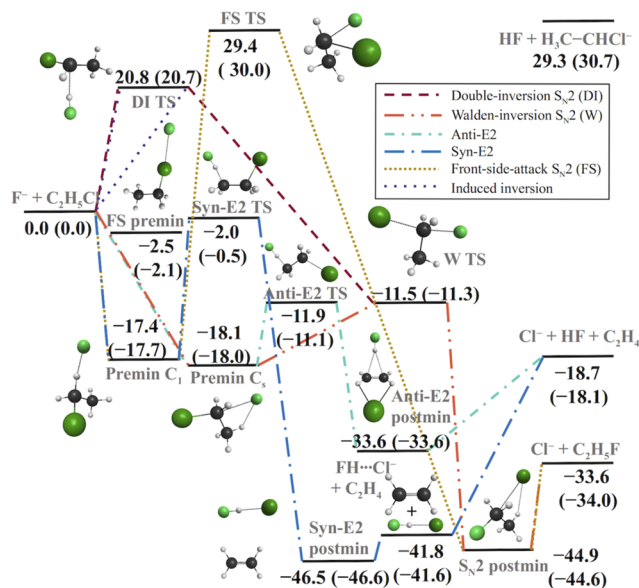 FS TS
29.4
( 30.0)
HF + H₃C−CHCl⁻
29.3 (30.7)
20.8 (20.7)
DI TS
Double-inversion Sₙ2 (DI)
Walden-inversion Sₙ2 (W)
Anti-E2
Syn-E2
Front-side-attack Sₙ2 (FS)
Induced inversion
F⁻ + C₂H₅Cl
0.0 (0.0)
FS premin
−2.5
(−2.1)
Syn-E2 TS
−2.0
(−0.5)
W TS
−11.5 (−11.3)
Anti-E2 TS
−11.9
(−11.1)
−17.4
(−17.7)
Premin C₁
−18.1
(−18.0)
Premin Cₛ
Cl⁻ + HF + C₂H₄
−18.7
(−18.1)
Anti-E2
postmin
−33.6 (−33.6)
FH···Cl⁻
+ C₂H₄
+
Cl⁻ + C₂H₅F
−33.6
(−34.0)
Syn-E2
postmin
−46.5 (−46.6)
−41.8
(−41.6)
Sₙ2 postmin
−44.9
(−44.6)